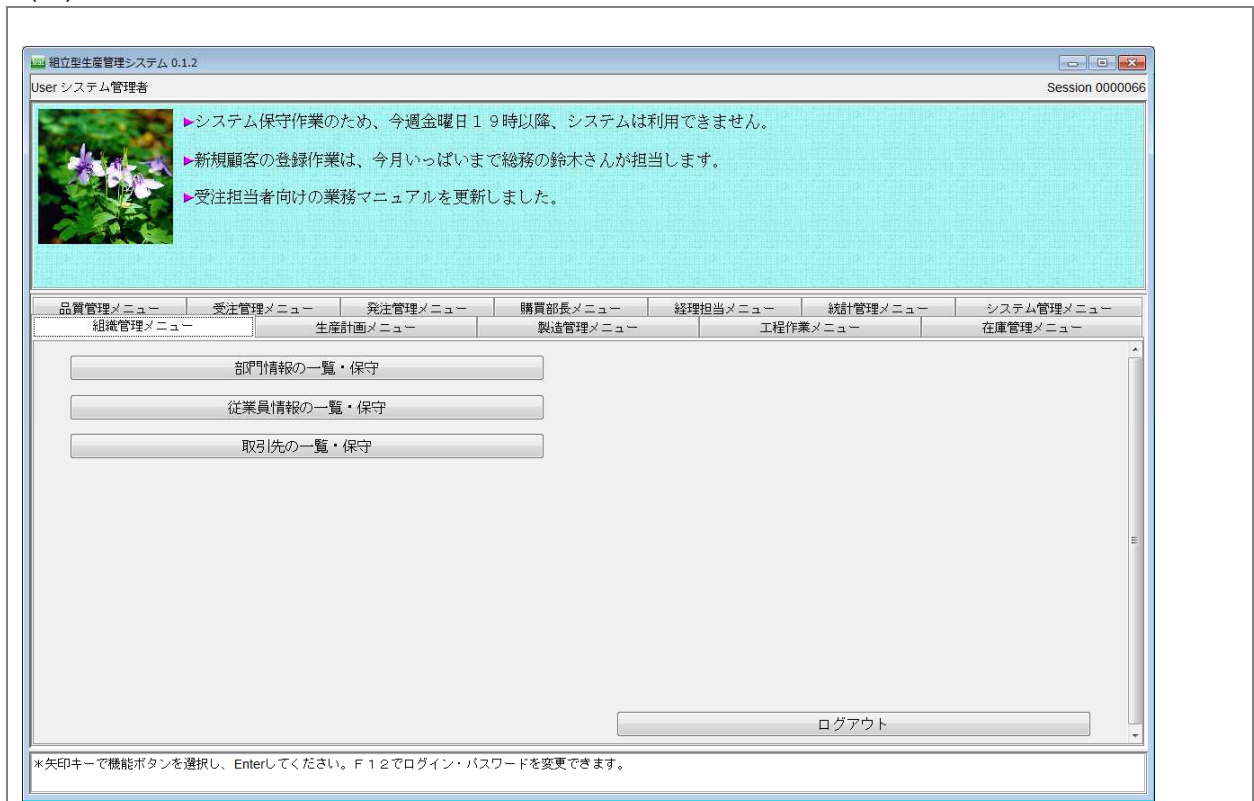 組立型生産管理システム 0.1.2
User システム管理者
Session 0000066
►システム保守作業のため、今週金曜日１９時以降、システムは利用できません。
►新規顧客の登録作業は、今月いっぱいまで総務の鈴木さんが担当します。
►受注担当者向けの業務マニュアルを更新しました。
品質管理メニュー 受注管理メニュー 発注管理メニュー 購買部長メニュー 経理担当メニュー 統計管理メニュー システム管理メニュー
組織管理メニュー 生産計画メニュー 製造管理メニュー 工程作業メニュー 在庫管理メニュー
部門情報の一覧・保守
従業員情報の一覧・保守
取引先の一覧・保守
ログアウト
＊矢印キーで機能ボタンを選択し、Enterしてください。Ｆ１２でログイン・パスワードを変更できます。